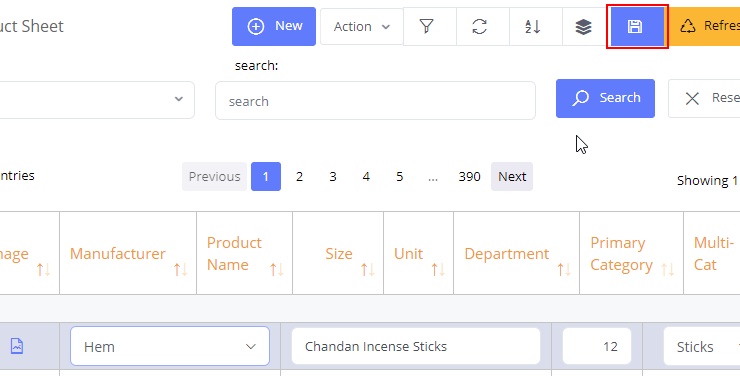 uct Sheet
New
Action
A
Z
Refres
search:
search
Search
Rese
ntries
Previous 1 2 3 4 5 ... 390 Next
Showing 1
nage
Manufacturer
Product
Name
Size
Unit
Department
Primary
Category
Multi-
Cat
Hem
Chandan Incense Sticks
12
Sticks